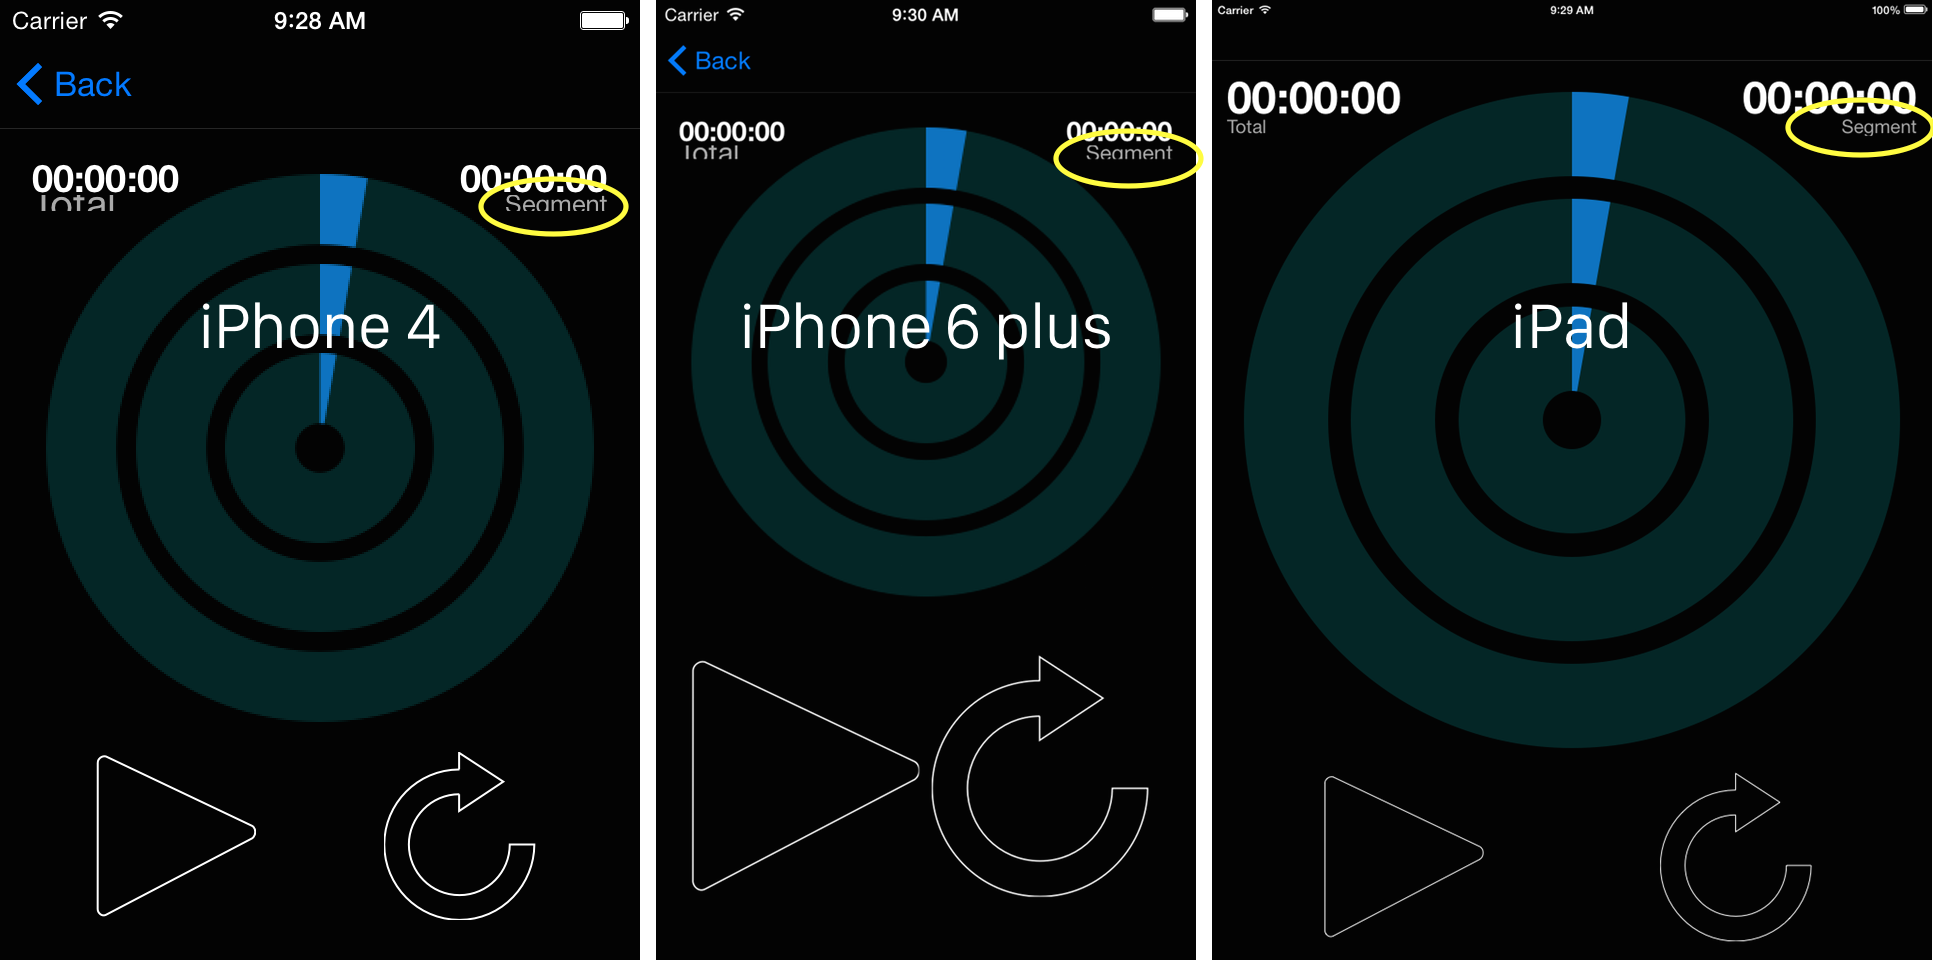 Carrier 9:28 AM
Back
00:00:00 00:00:00
Total Segment
iPhone 4
Carrier 9:30 AM
Back
00:00:00 00:00:00
Total Segment
iPhone 6 plus
Carrier 9:29 AM 100%
00:00:00 00:00:00
Total Segment
iPad